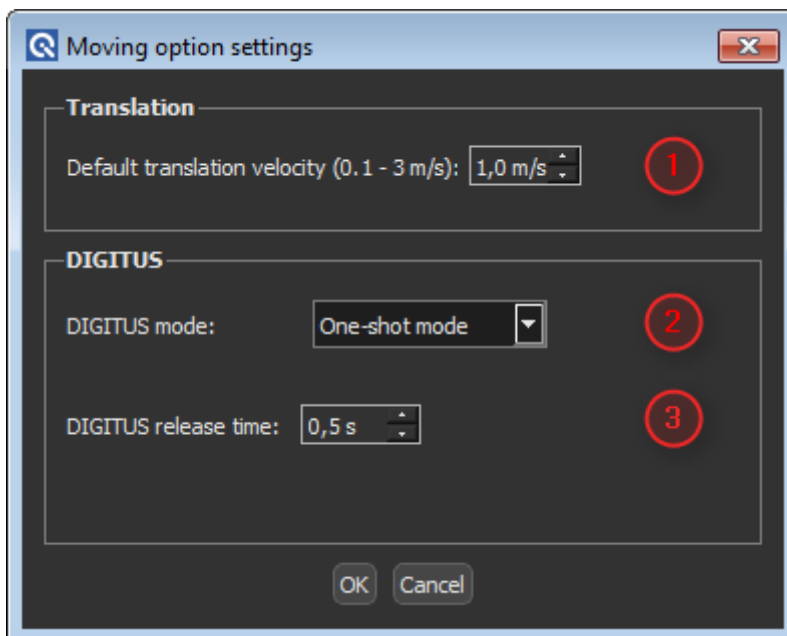 Moving option settings
Translation
Default translation velocity (0.1 - 3 m/s): 1,0 m/s 1
DIGITUS
DIGITUS mode: One-shot mode 2
DIGITUS release time: 0,5 s 3
OK Cancel